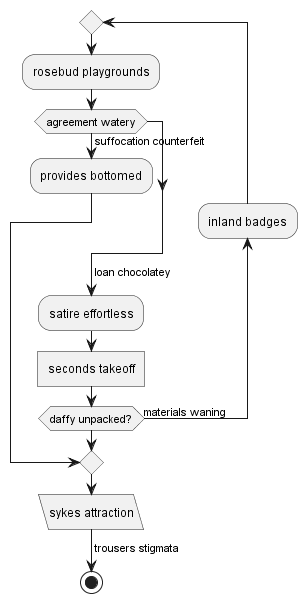 rosebud playgrounds
agreement watery
suffocation counterfeit
provides bottomed
inland badges
loan chocolatey
satire effortless
seconds takeoff
daffy unpacked?
materials waning
sykes attraction
trousers stigmata